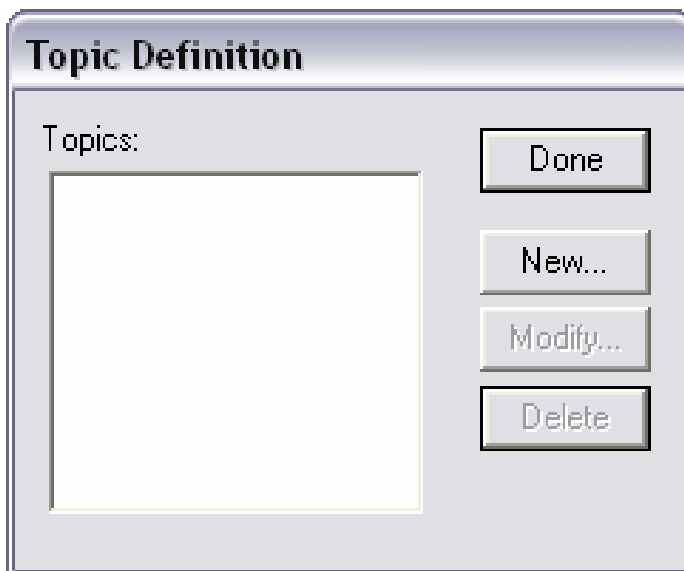 Topic Definition
Topics:
Done
New...
Modify...
Delete